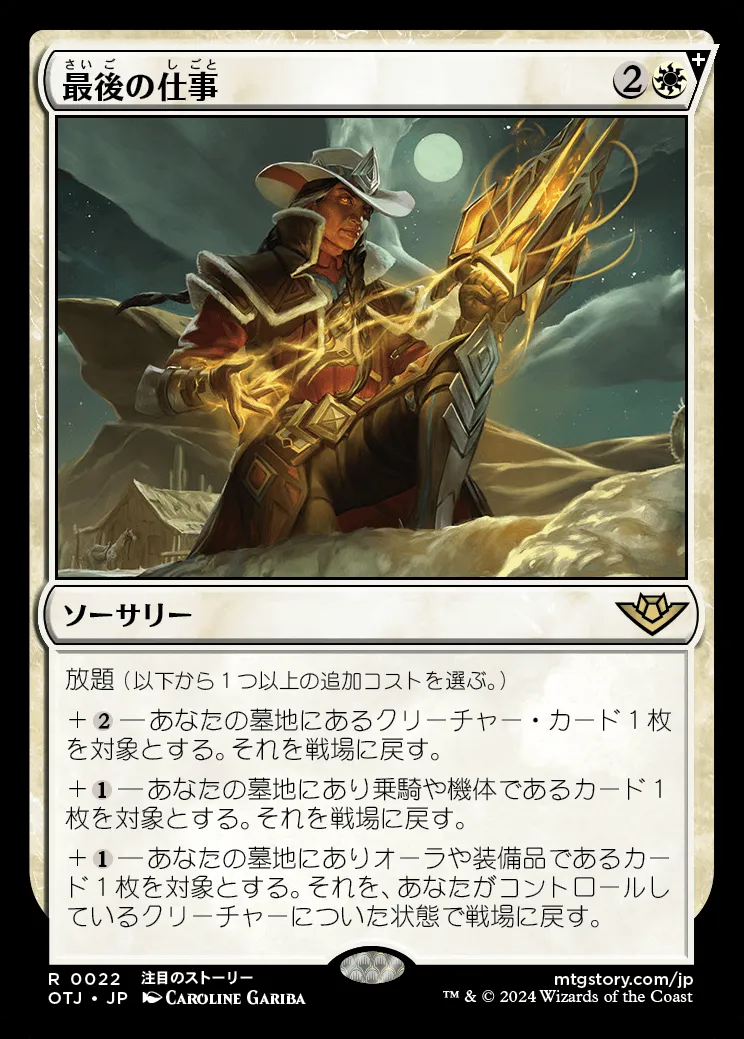 さいご しごと
最後の仕事 2
ソーサリー
放題（以下から１つ以上の追加コストを選ぶ。）
＋2―あなたの墓地にあるクリーチャー・カード１枚
を対象とする。それを戦場に戻す。
＋1―あなたの墓地にあり乗騎や機体であるカード１
枚を対象とする。それを戦場に戻す。
＋1―あなたの墓地にありオーラや装備品であるカー
ド１枚を対象とする。それを、あなたがコントロールし
ているクリーチャーについた状態で戦場に戻す。
R 0022 注目のストーリー
OTJ • JP CAROLINE GARIBA
mtgstory.com/jp
™ & © 2024 Wizards of the Coast